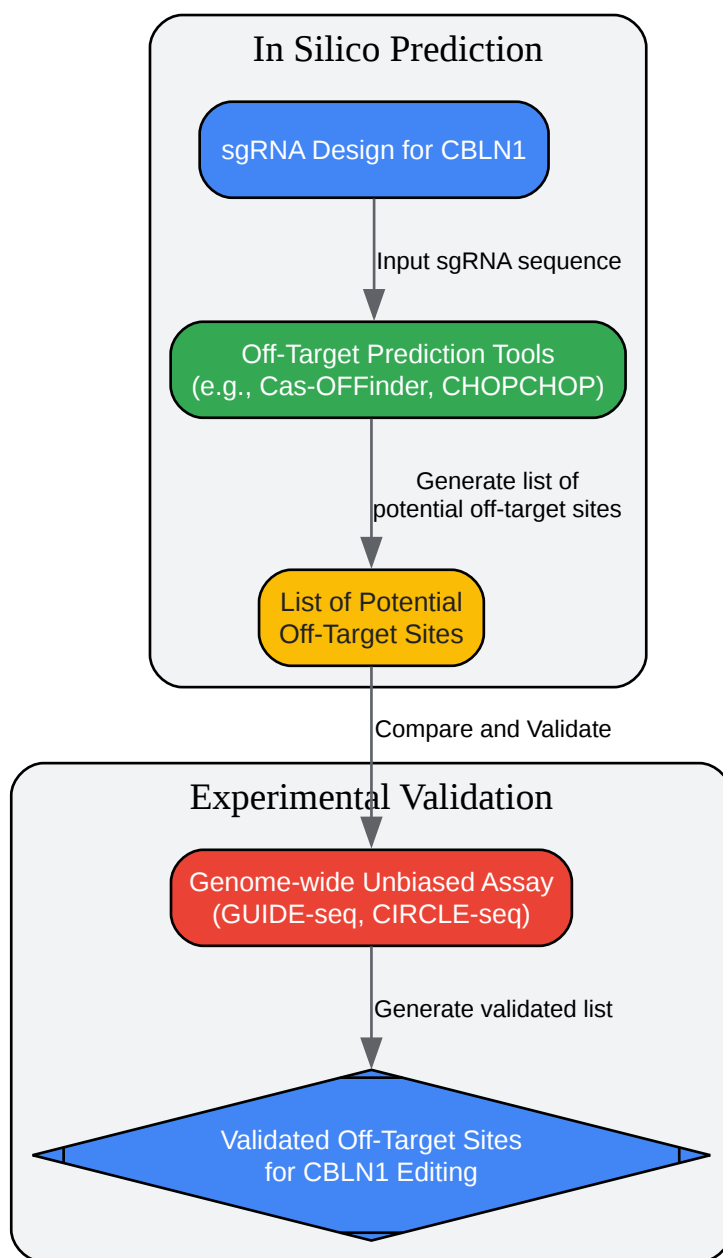 In Silico Prediction
sgRNA Design for CBLN1
Input sgRNA sequence
Off-Target Prediction Tools
(e.g., Cas-OFFinder, CHOPCHOP)
Generate list of
potential off-target sites
List of Potential
Off-Target Sites
Compare and Validate
Experimental Validation
Genome-wide Unbiased Assay
(GUIDE-seq, CIRCLE-seq)
Generate validated list
Validated Off-Target Sites
for CBLN1 Editing